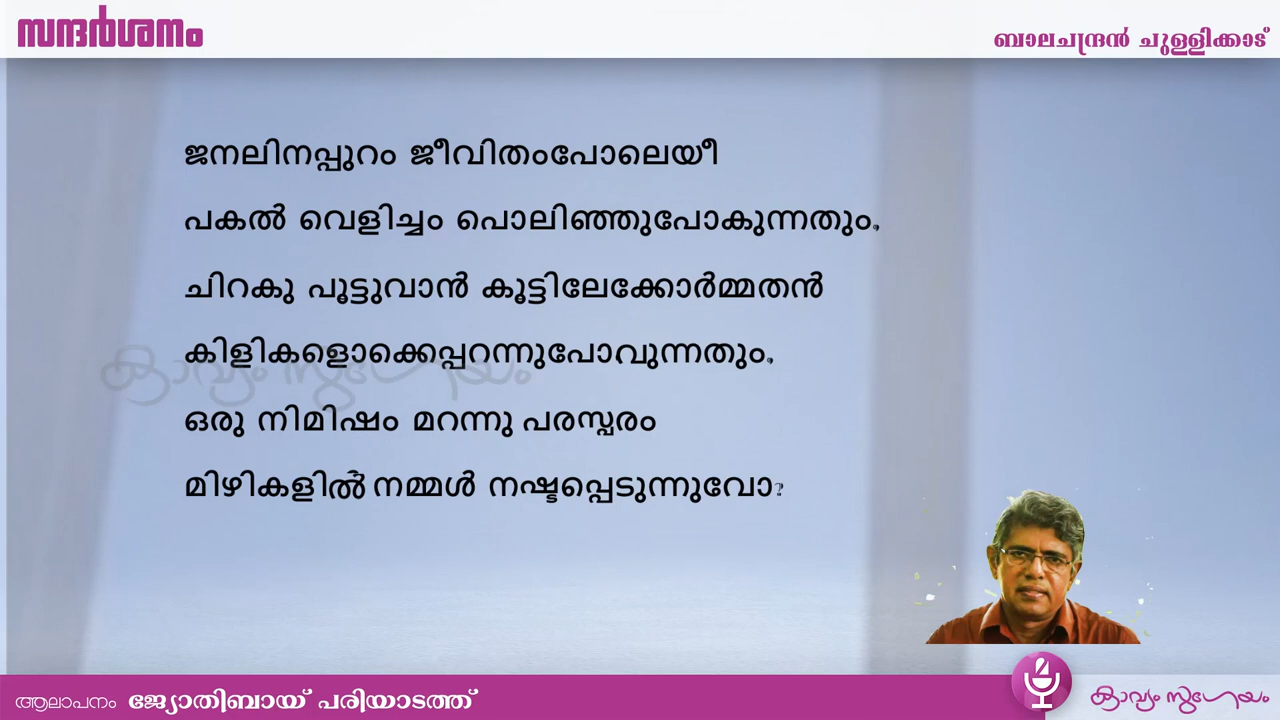 സന്ദർശനം
ബാലചന്ദ്രൻ ചുള്ളിക്കാട്
ജനലിനപ്പുറം ജീവിതംപോലെയീ
പകൽ വെളിച്ചം പൊലിഞ്ഞുപോകുന്നതും,
ചിറകു പൂട്ടുവാൻ കൂട്ടിലേക്കോർമ്മതൻ
കിളികളൊക്കെപ്പറന്നുപോവുന്നതും,
കാവ്യം സുഗേയം
ഒരു നിമിഷം മറന്നു പരസ്പരം
മിഴികളിൽ നമ്മൾ നഷ്ടപ്പെടുന്നുവോ?
ആലാപനം ജ്യോതിബായ് പരിയാടത്ത്
കാവ്യം സുഗേയം